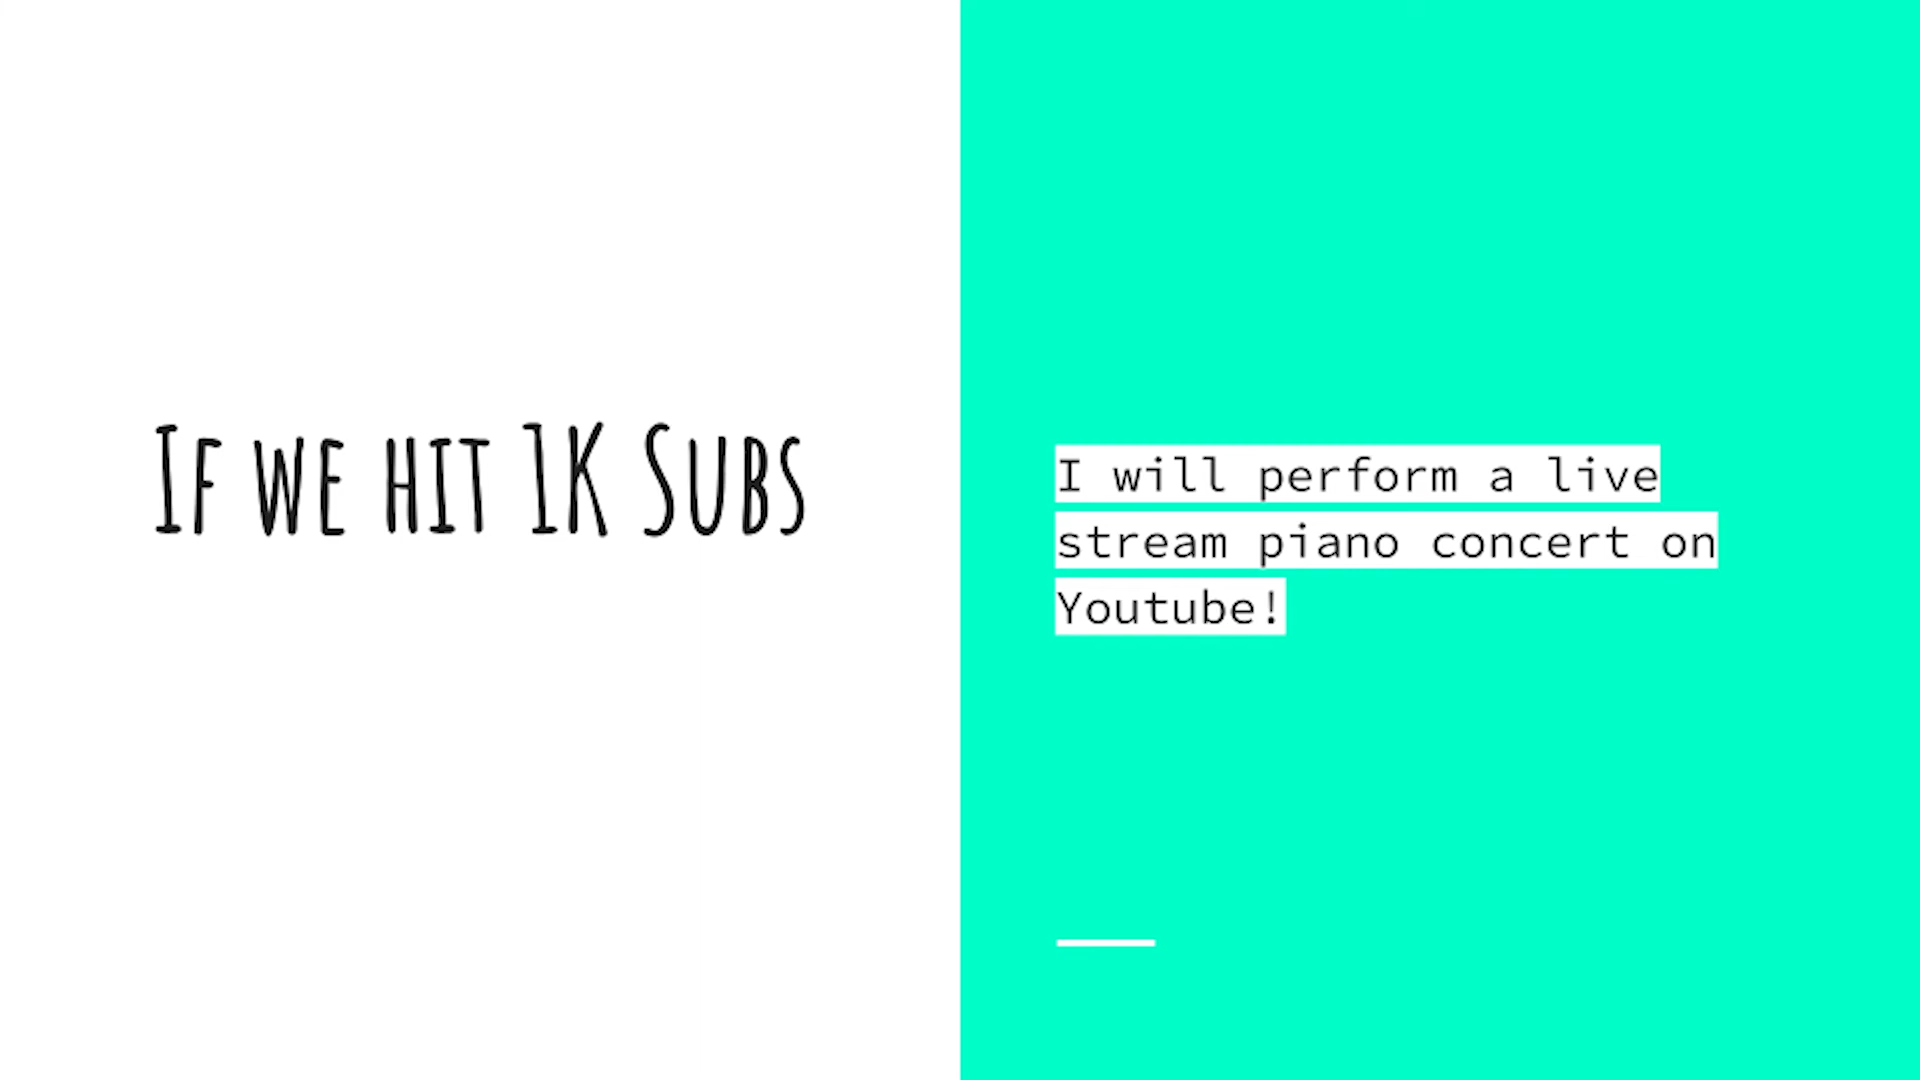 If we hit 1K Subs
I will perform a live
stream piano concert on
Youtube!